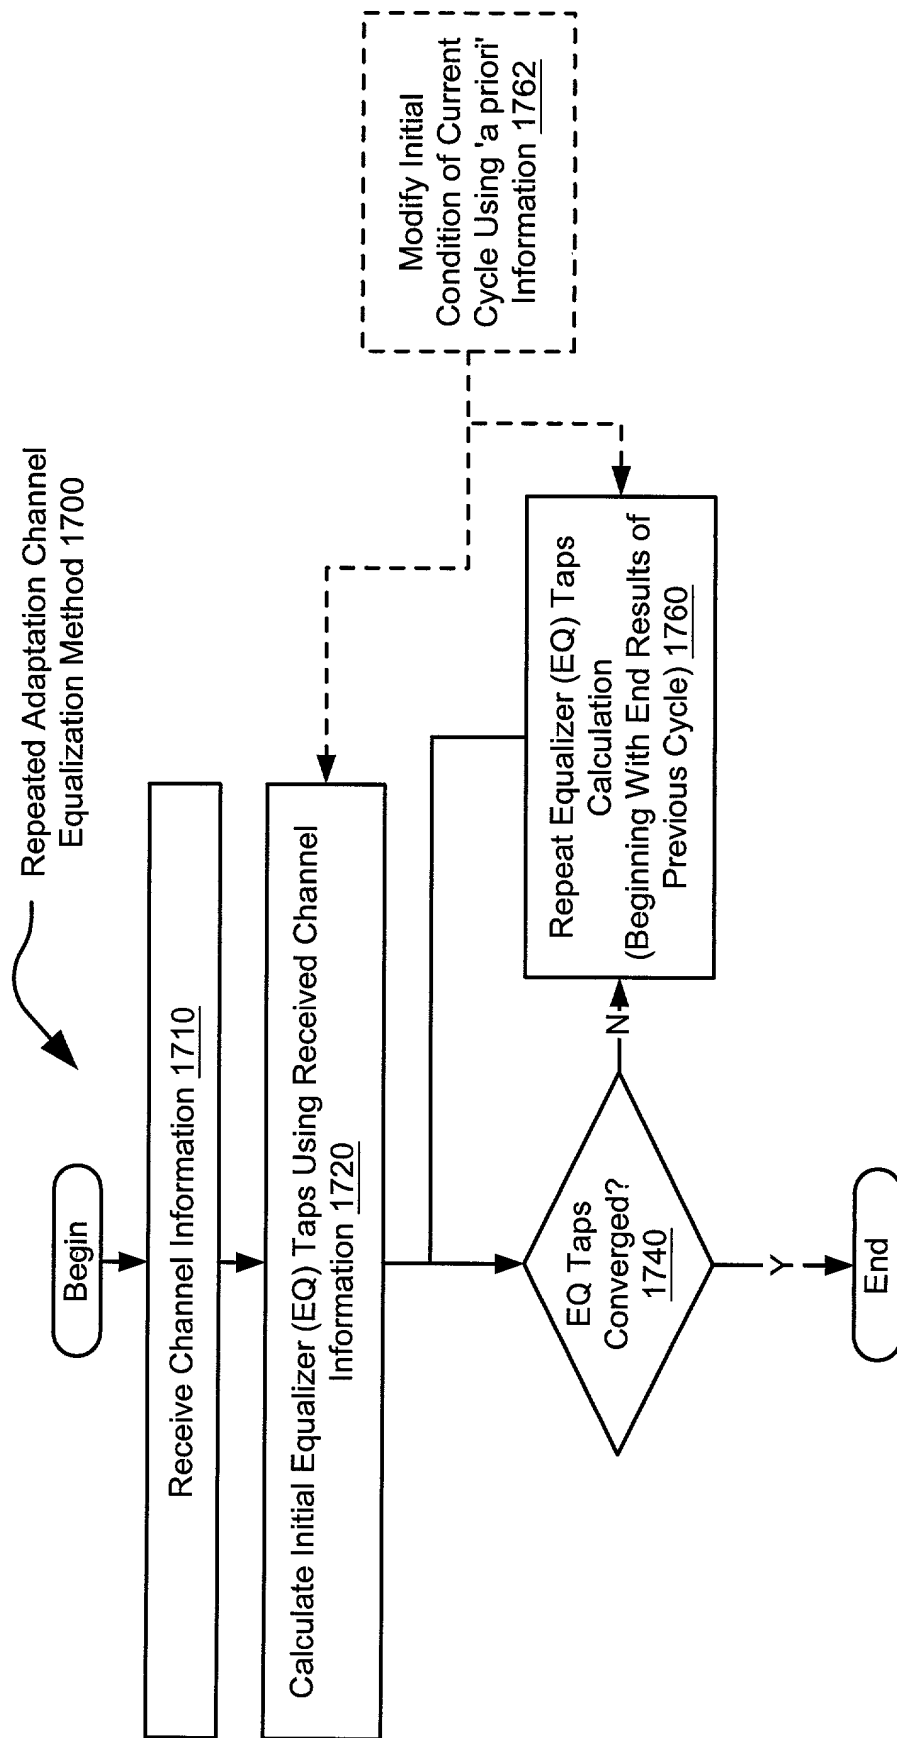 Repeated Adaptation Channel
Equalization Method 1700
Begin
Receive Channel Information 1710
Calculate Initial Equalizer (EQ) Taps Using Received Channel
Information 1720
Modify Initial
Condition of Current
Cycle Using 'a priori'
Information 1762
EQ Taps
Converged?
1740
N
Repeat Equalizer (EQ) Taps
Calculation
(Beginning With End Results of
Previous Cycle) 1760
Y
End